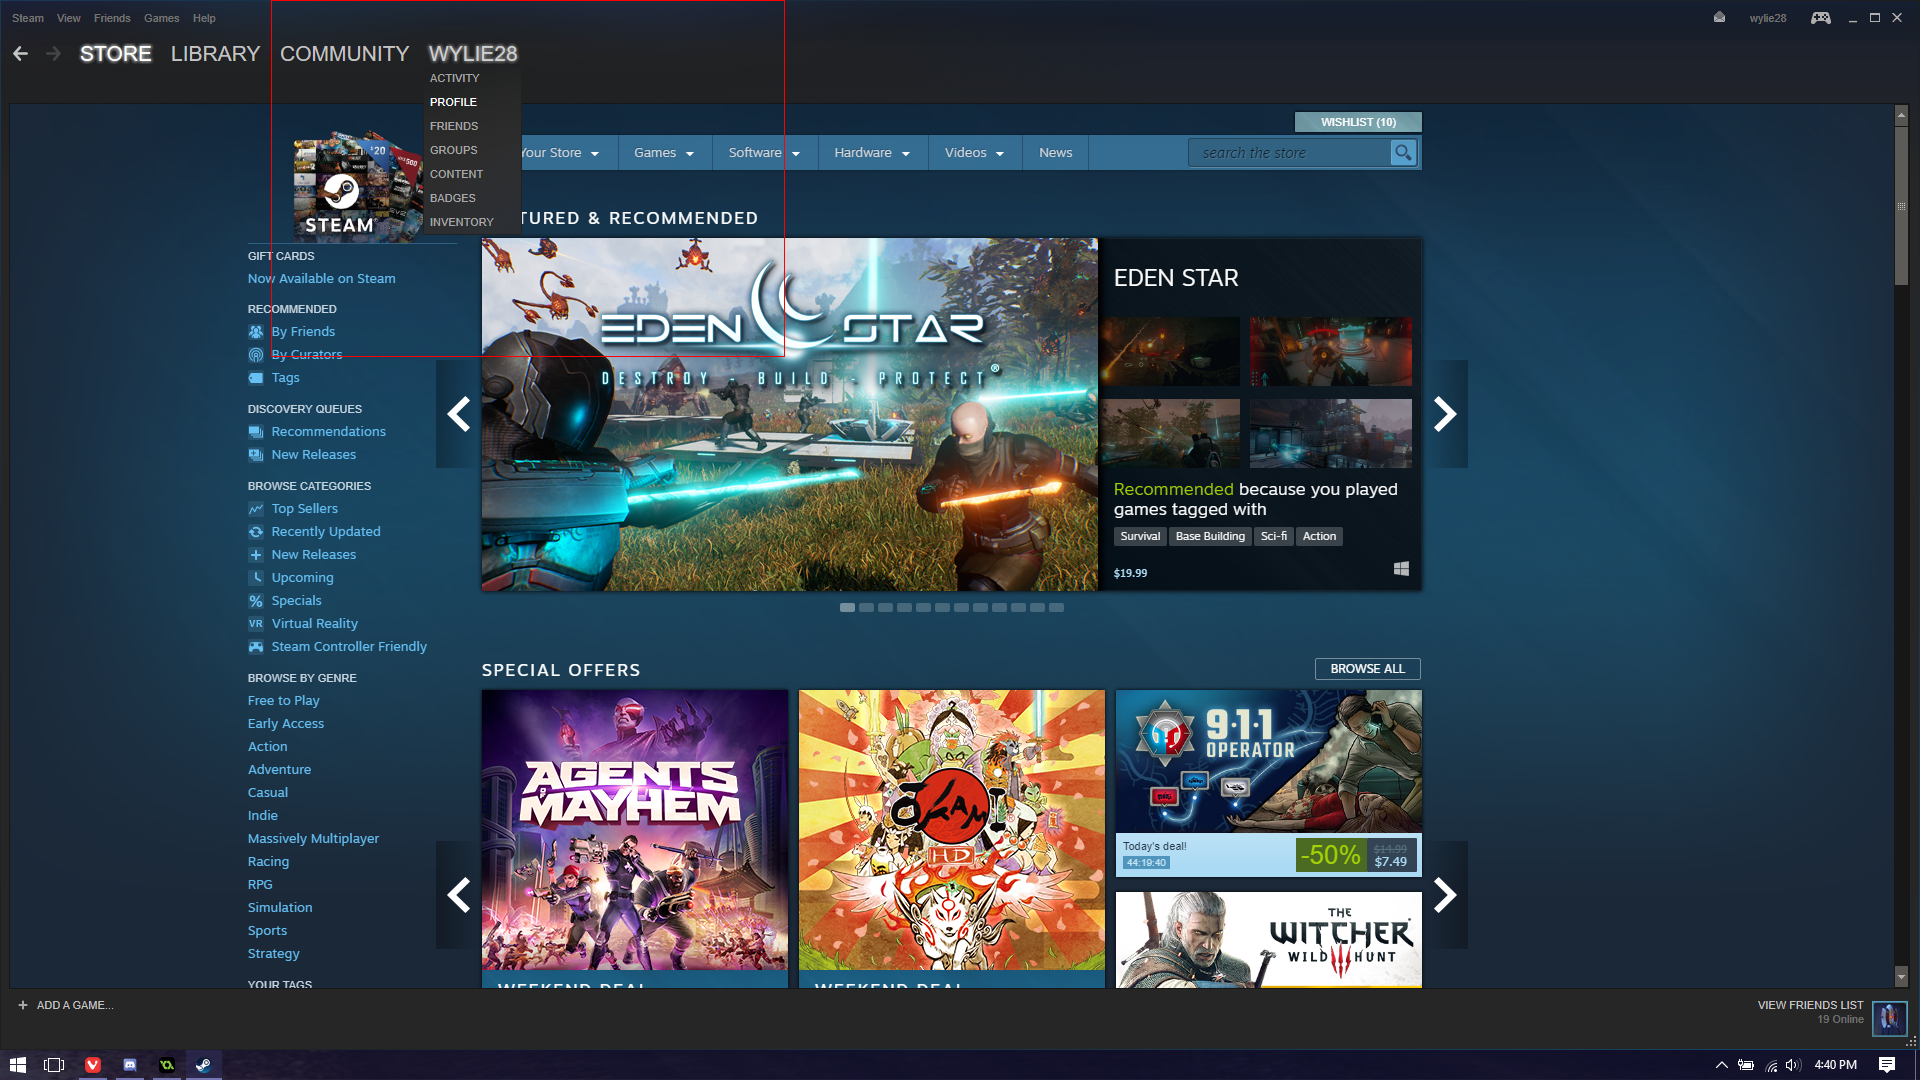 Steam View Friends Games Help
wylie28
STORE LIBRARY COMMUNITY WYLIE28
ACTIVITY
PROFILE
FRIENDS
GROUPS
CONTENT
BADGES
INVENTORY
WISHLIST (10)
Your Store Games Software Hardware Videos News
search the store
$20
500
STEAM
TURED & RECOMMENDED
GIFT CARDS
Now Available on Steam
RECOMMENDED
By Friends
By Curators
Tags
DISCOVERY QUEUES
Recommendations
New Releases
BROWSE CATEGORIES
Top Sellers
Recently Updated
New Releases
Upcoming
Specials
VR Virtual Reality
Steam Controller Friendly
BROWSE BY GENRE
Free to Play
Early Access
Action
Adventure
Casual
Indie
Massively Multiplayer
Racing
RPG
Simulation
Sports
Strategy
YOUR TAGS
EDEN STAR
DESTROY - BUILD - PROTECT®
EDEN STAR
Recommended because you played
games tagged with
Survival Base Building Sci-fi Action
$19.99
SPECIAL OFFERS
BROWSE ALL
AGENTS
OF
MAYHEM
WEEKEND DEAL
ŌKAMI
HD
WEEKEND DEAL
9-1-1
OPERATOR
Today's deal!
44:19:40
-50%
$14.99
$7.49
THE
WITCHER
WILD HUNT
+ ADD A GAME...
VIEW FRIENDS LIST
19 Online
4:40 PM